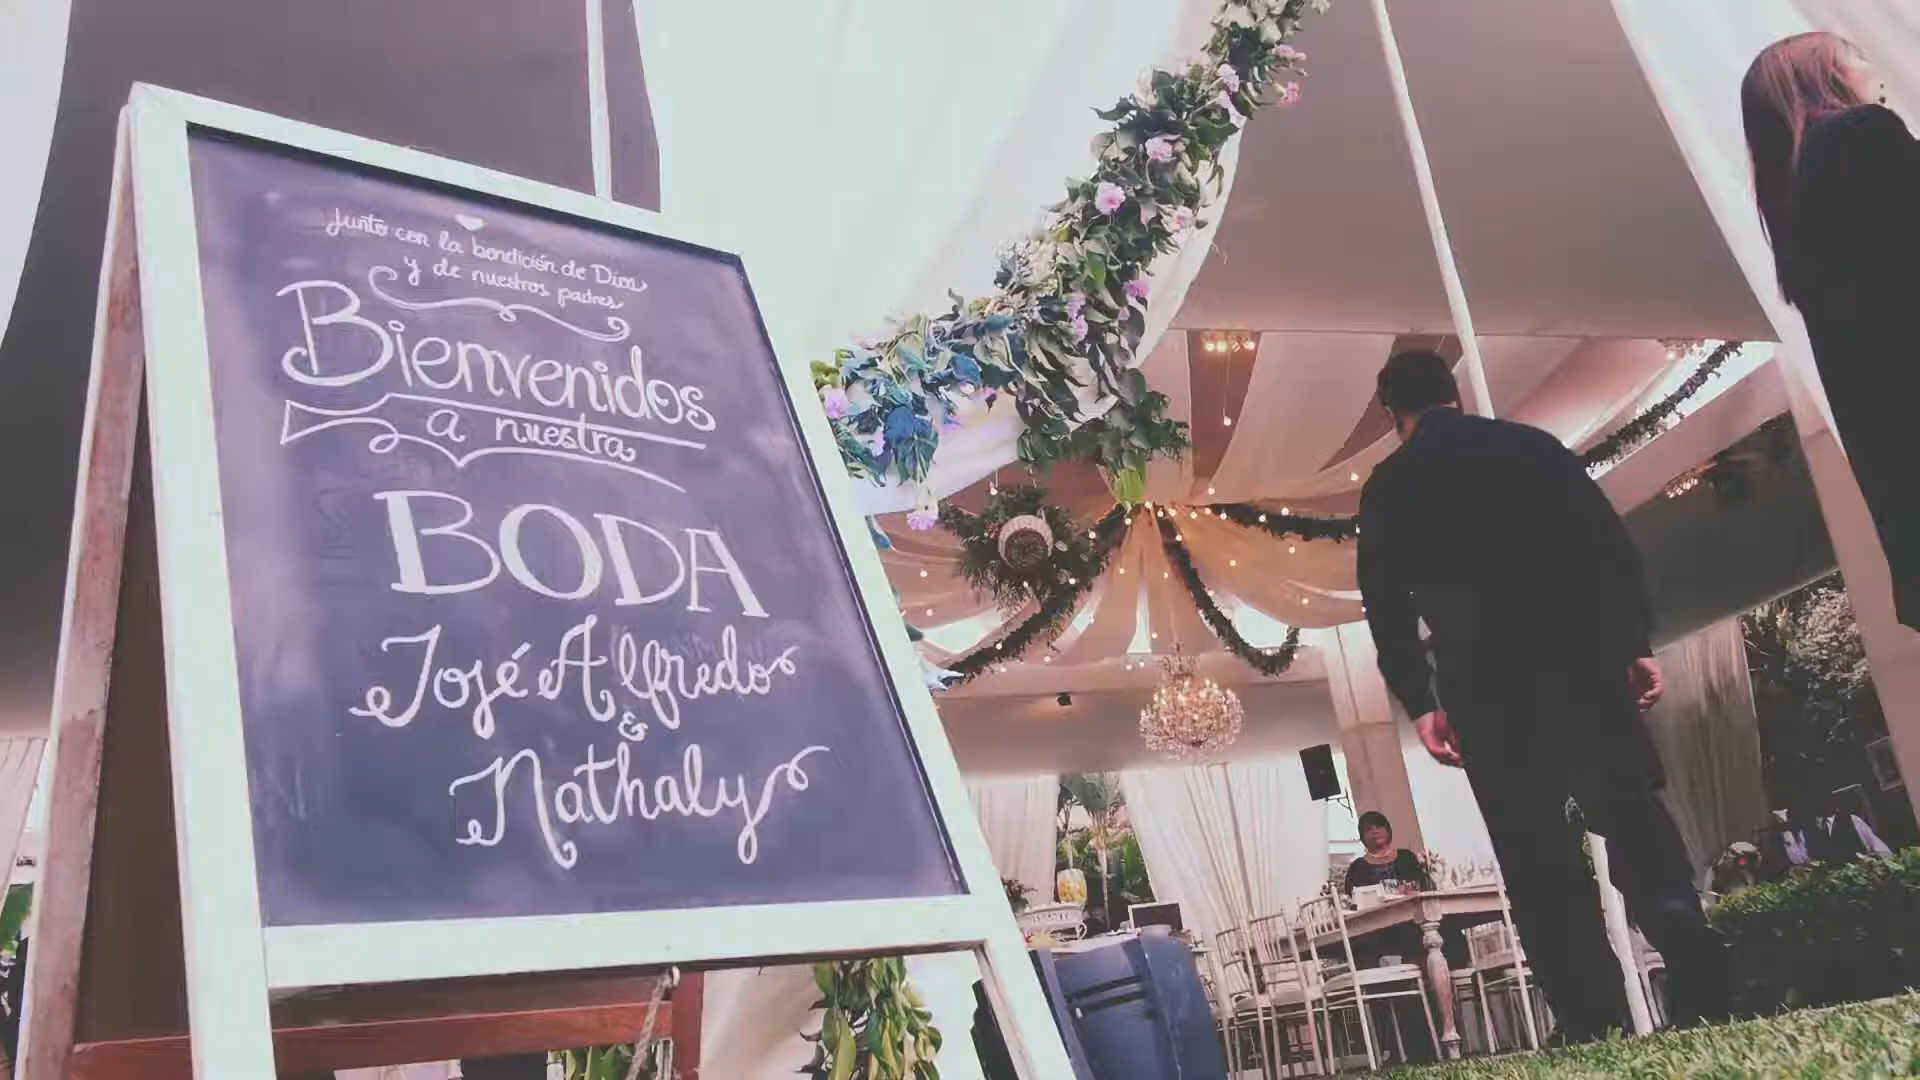 Junto con la bendición de Dios
y de nuestros padres
Bienvenidos
a nuestra
BODA
José Alfredo
&
Nathaly